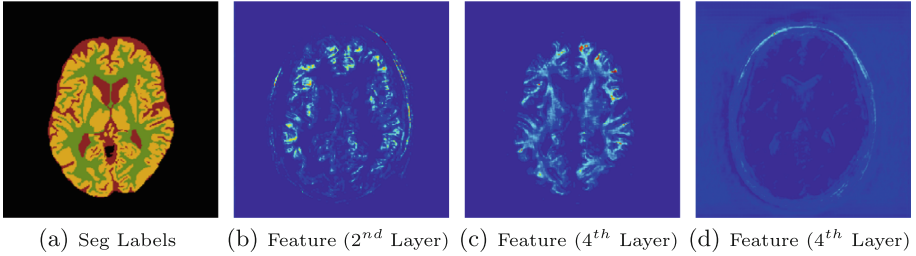 (a) Seg Labels (b) Feature (2nd Layer) (c) Feature (4th Layer) (d) Feature (4th Layer)